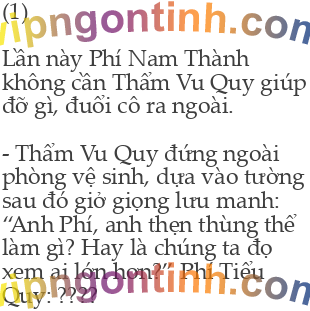 vipngontinh.com
(1)
Lần này Phí Nam Thành
không cần Thẩm Vu Quy giúp
đỡ gì, đuổi cô ra ngoài.
- Thẩm Vu Quy đứng ngoài
phòng vệ sinh, dựa vào tường
sau đó giở giọng lưu manh:
“Anh Phí, anh thẹn thùng thể
làm gì? Hay là chúng ta đọ
xem ai lớn hơn?” Phí Tiểu
Quy: ????
vipngontinh.com